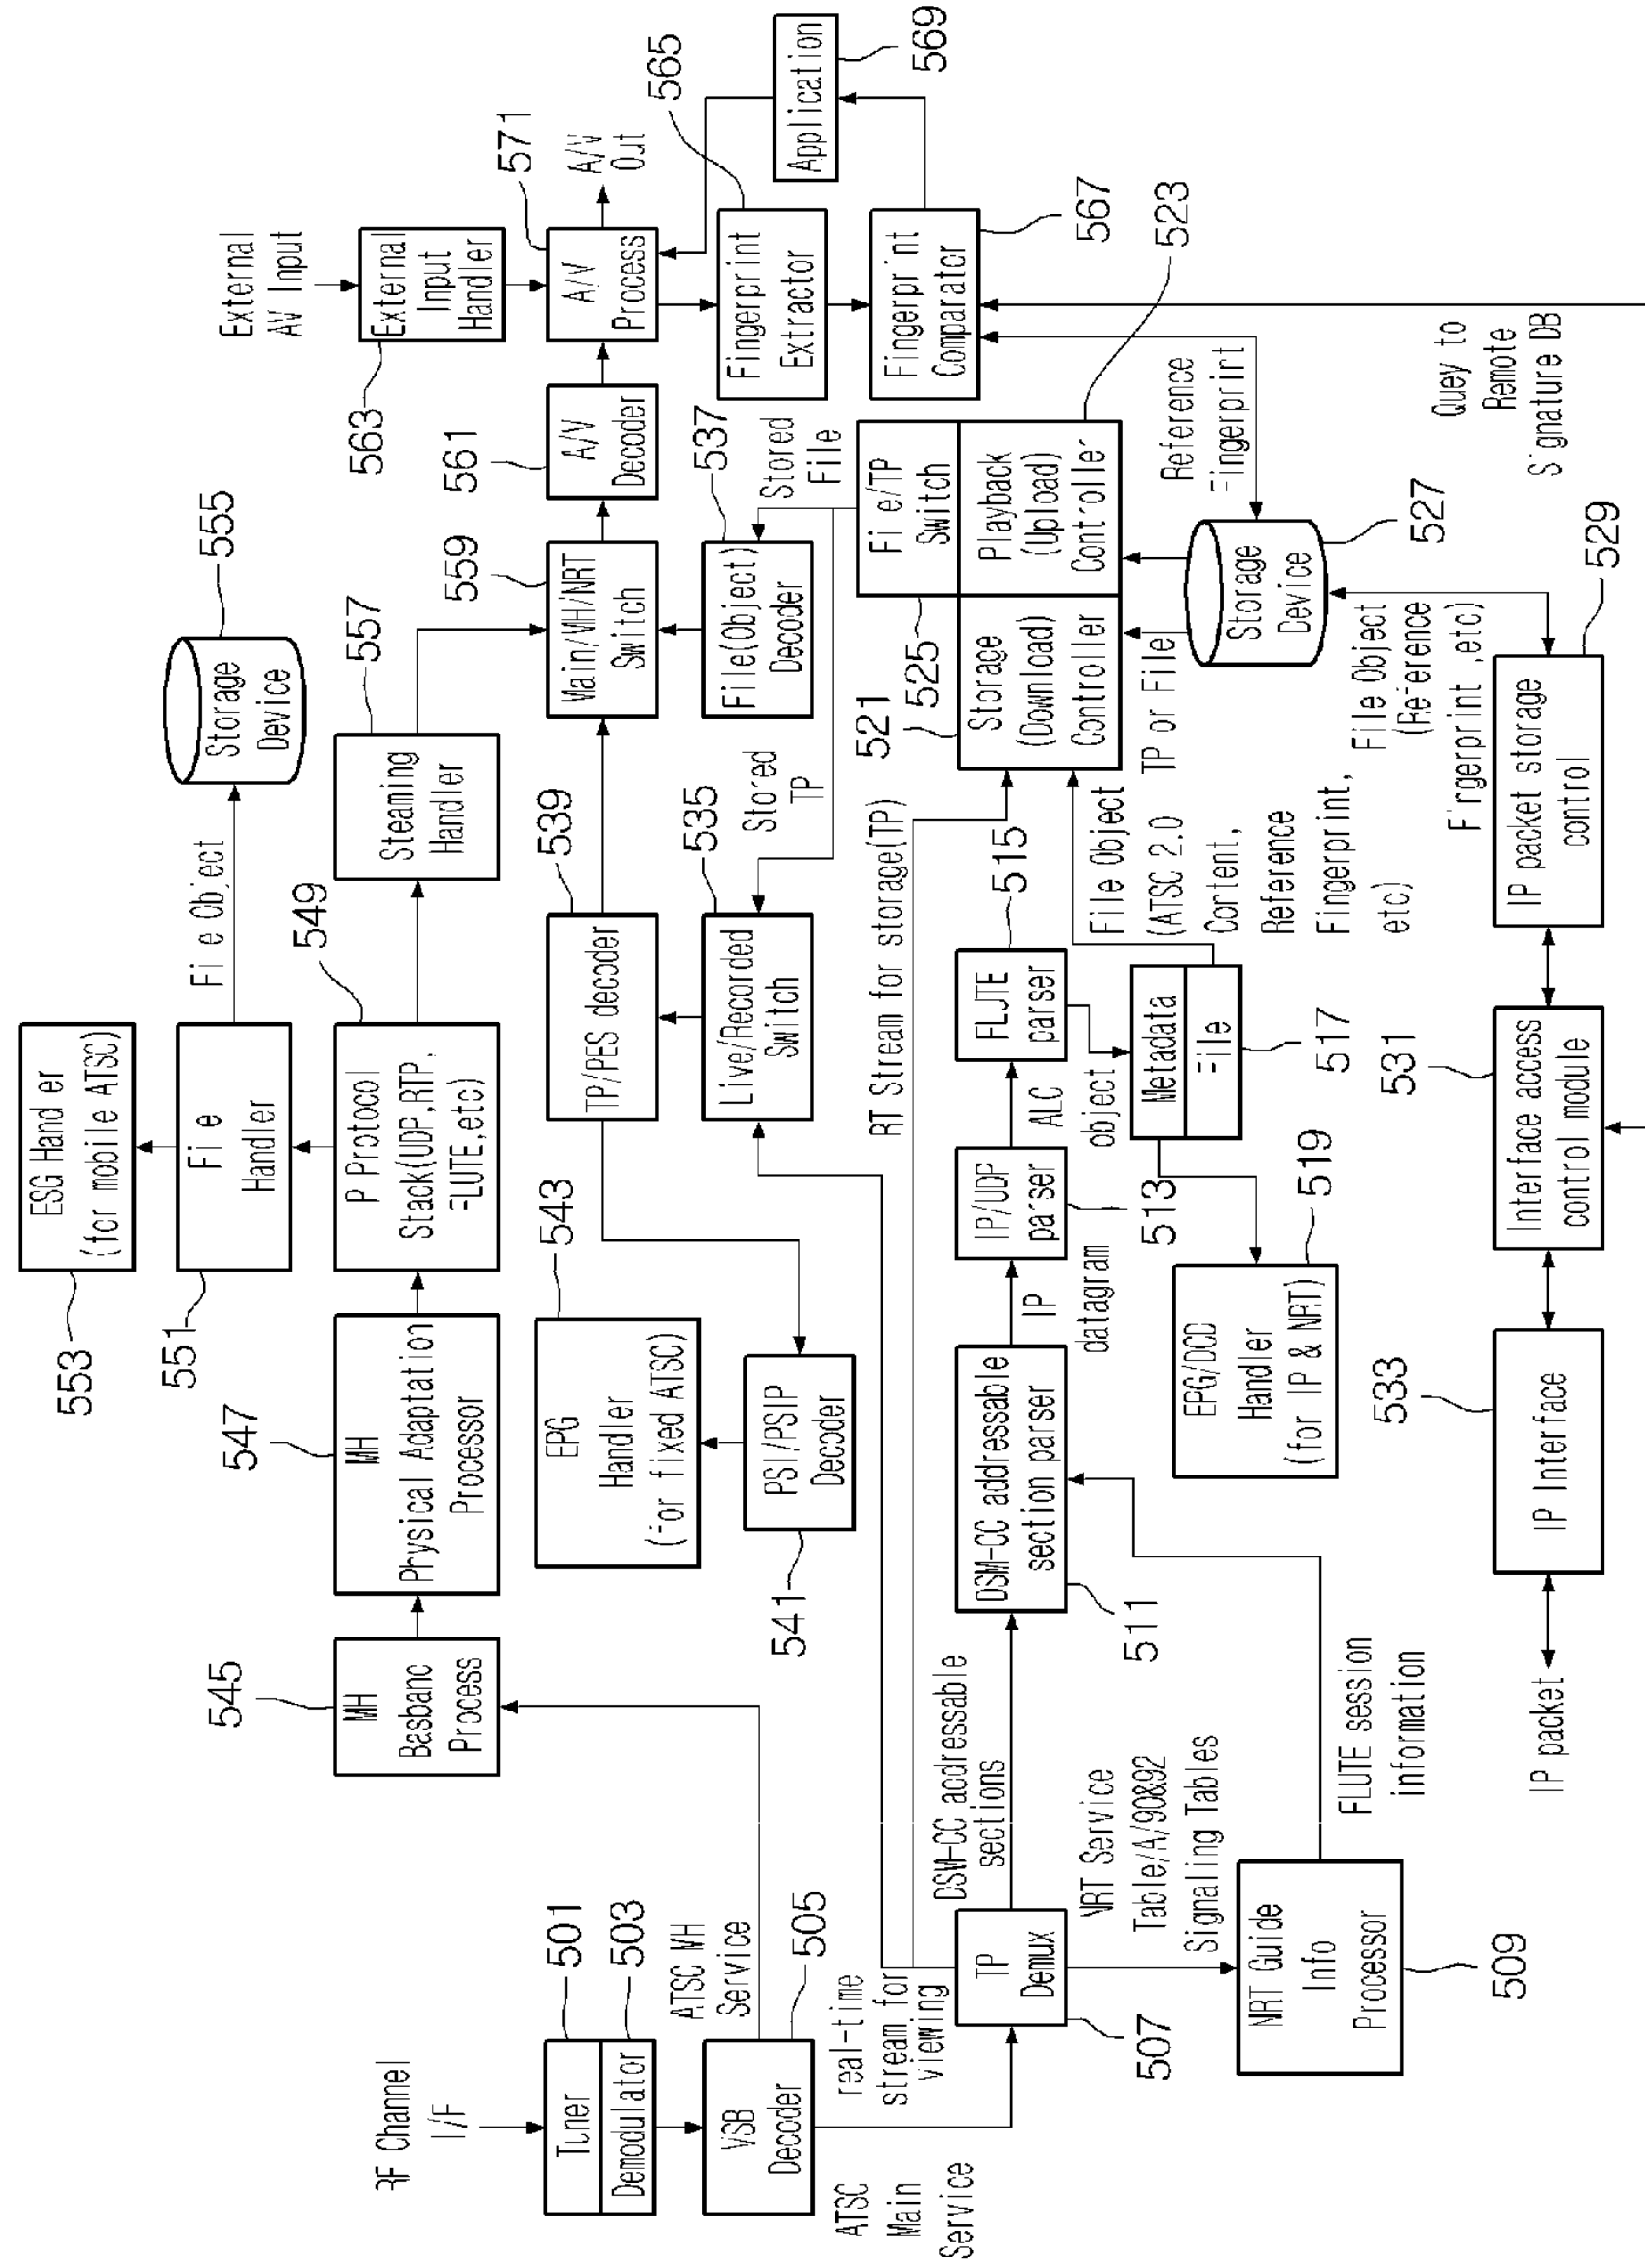 RF Channel
I/F
Tuner
501
Demodulator
503
VSB
Decoder
505
ATSC
Main
Service
ATSC MH
Service
real-time
stream for
viewing
TP
Demux
507
DSM-CC addressable
sections
NRT Service
Table/A/90&92
Signaling Tables
NRT Guide
Info
Processor
509
FLUTE session
information
DSM-CC addressable
section parser
511
IP
datagram
IP/UDP
parser
513
ALC
object
FLUTE
parser
515
Metadata
File
517
EPG/DCD
Handler
(for IP & NRT)
519
RT Stream for storage(TP)
File Object
(ATSC 2.0
Content,
Reference
Fingerprint,
etc)
521
Storage
(Download)
Controller
525
File/TP
Switch
Playback
(Upload)
Controller
523
TP or File
Storage
Device
527
Reference
Fingerprint
File Object
(Reference
Fingerprint ,etc)
IP packet storage
control
529
Interface access
control module
531
IP Interface
533
IP packet
Quey to
Remote
Signature DB
Live/Recorded
Switch
535
Stored
TP
Stored
File
File(Object)
Decoder
537
TP/PES decoder
539
PSI/PSIP
Decoder
541
EPG
Handler
(for fixed ATSC)
543
MH
Basband
Process
545
MH
Physical Adaptation
Processor
547
P Protocol
Stack(UDP,RTP,
FLUTE,etc)
549
File
Handler
551
ESG Handler
(for mobile ATSC)
553
File Object
Storage
Device
555
Steaming
Handler
557
Main/MH/NRT
Switch
559
A/V
Decoder
561
External
AV Input
External
Input
Handler
563
A/V
Process
571
A/V
Out
Fingerprint
Extractor
565
Fingerprint
Comparator
567
Application
569